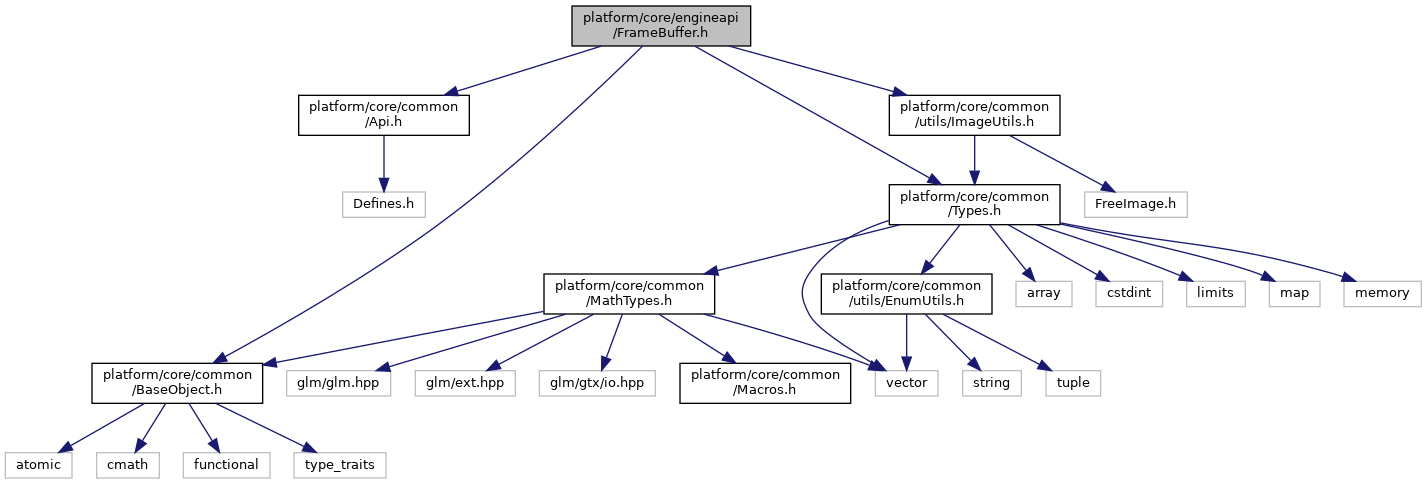 platform/core/engineapi
/FrameBuffer.h
platform/core/common
/Api.h
platform/core/common
/utils/ImageUtils.h
Defines.h
platform/core/common
/Types.h
FreeImage.h
platform/core/common
/MathTypes.h
platform/core/common
/utils/EnumUtils.h
array
cstdint
limits
map
memory
platform/core/common
/BaseObject.h
glm/glm.hpp
glm/ext.hpp
glm/gtx/io.hpp
platform/core/common
/Macros.h
vector
string
tuple
atomic
cmath
functional
type_traits